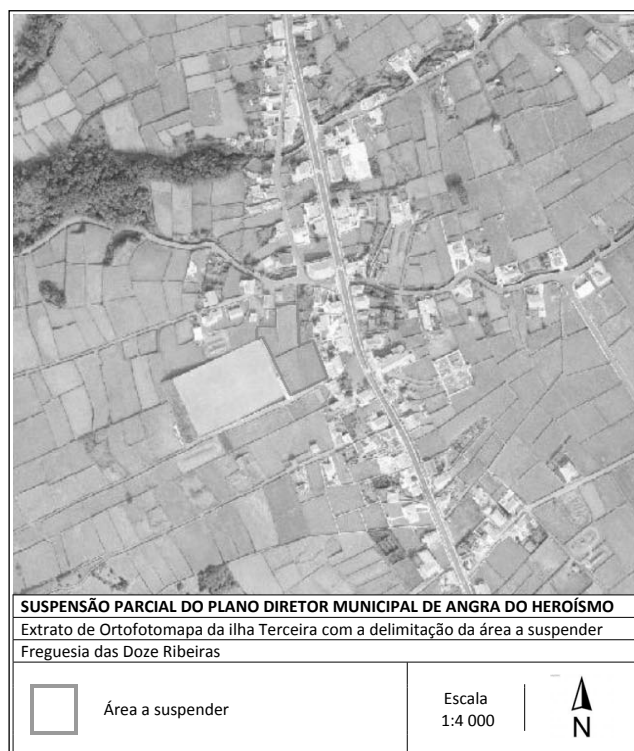 SUSPENSÃO PARCIAL DO PLANO DIRETOR MUNICIPAL DE ANGRA DO HEROÍSMO
Extrato de Ortofotomapa da ilha Terceira com a delimitação da área a suspender
Freguesia das Doze Ribeiras
Área a suspender
Escala
1:4 000
N